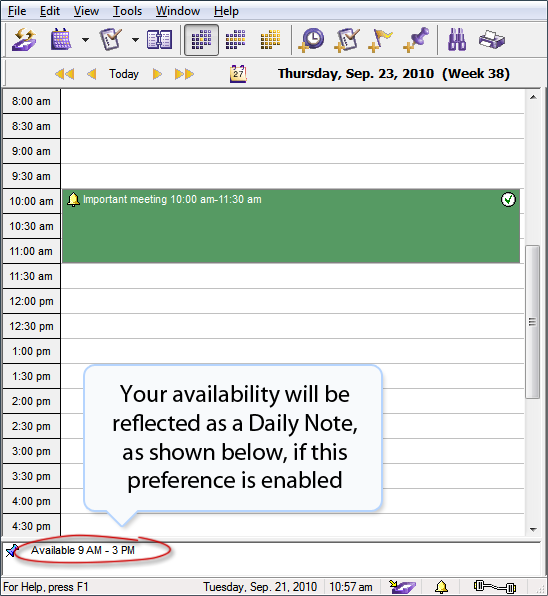 File Edit View Tools Window Help
Today 27 Thursday, Sep. 23, 2010 (Week 38)
8:00 am
8:30 am
9:00 am
9:30 am
10:00 am Important meeting 10:00 am-11:30 am
10:30 am
11:00 am
11:30 am
12:00 pm
12:30 pm
1:00 pm
1:30 pm
2:00 pm
2:30 pm
3:00 pm
3:30 pm
4:00 pm
4:30 pm
Your availability will be
reflected as a Daily Note,
as shown below, if this
preference is enabled
Available 9 AM - 3 PM
For Help, press F1 Tuesday, Sep. 21, 2010 10:57 am